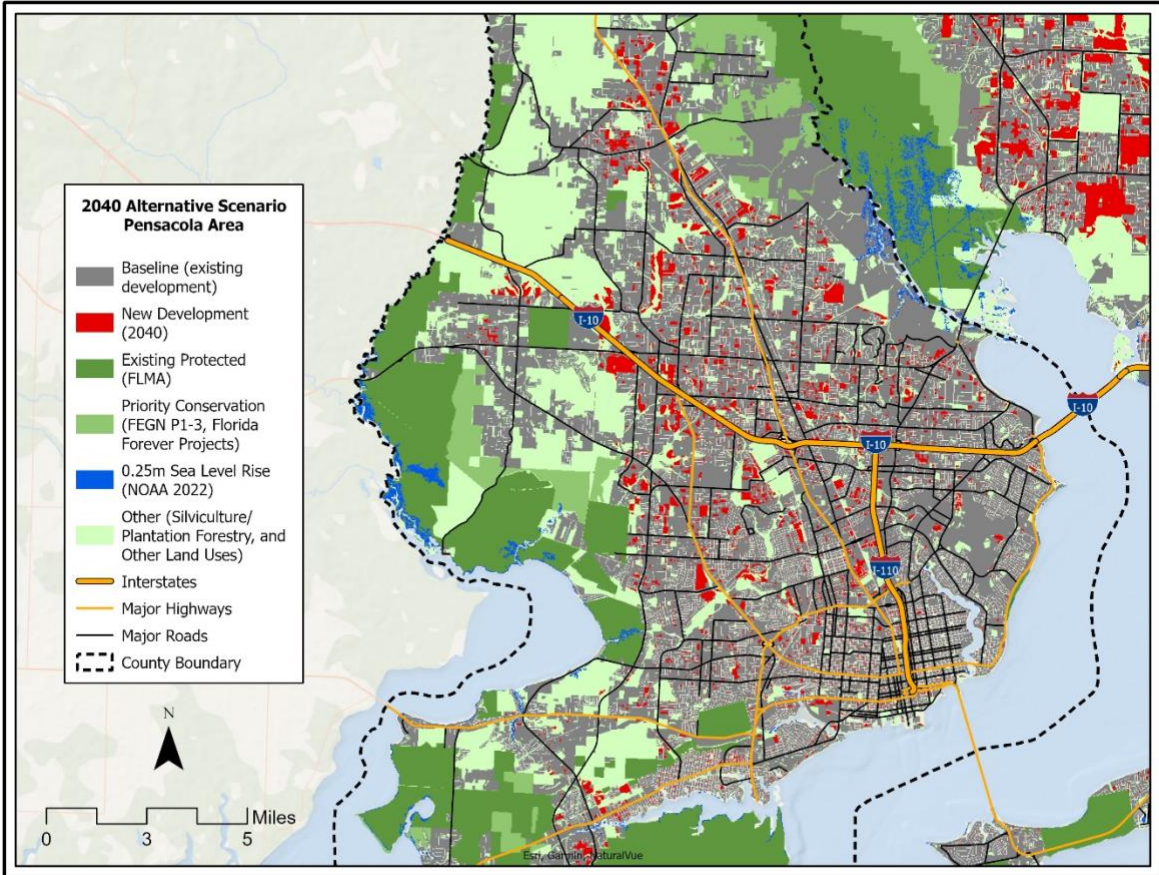 2040 Alternative Scenario
Pensacola Area
Baseline (existing
development)
New Development
(2040)
Existing Protected
(FLMA)
Priority Conservation
(FEGN P1-3, Florida
Forever Projects)
0.25m Sea Level Rise
(NOAA 2022)
Other (Silviculture/
Plantation Forestry, and
Other Land Uses)
Interstates
Major Highways
Major Roads
County Boundary
N
0 3 5 Miles
I-10
I-10
I-10
I-110
Esri, Garmin, NaturalVue